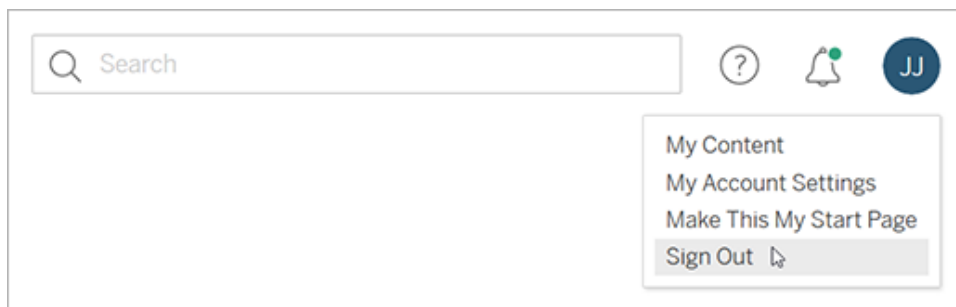 Search
?
JJ
My Content
My Account Settings
Make This My Start Page
Sign Out